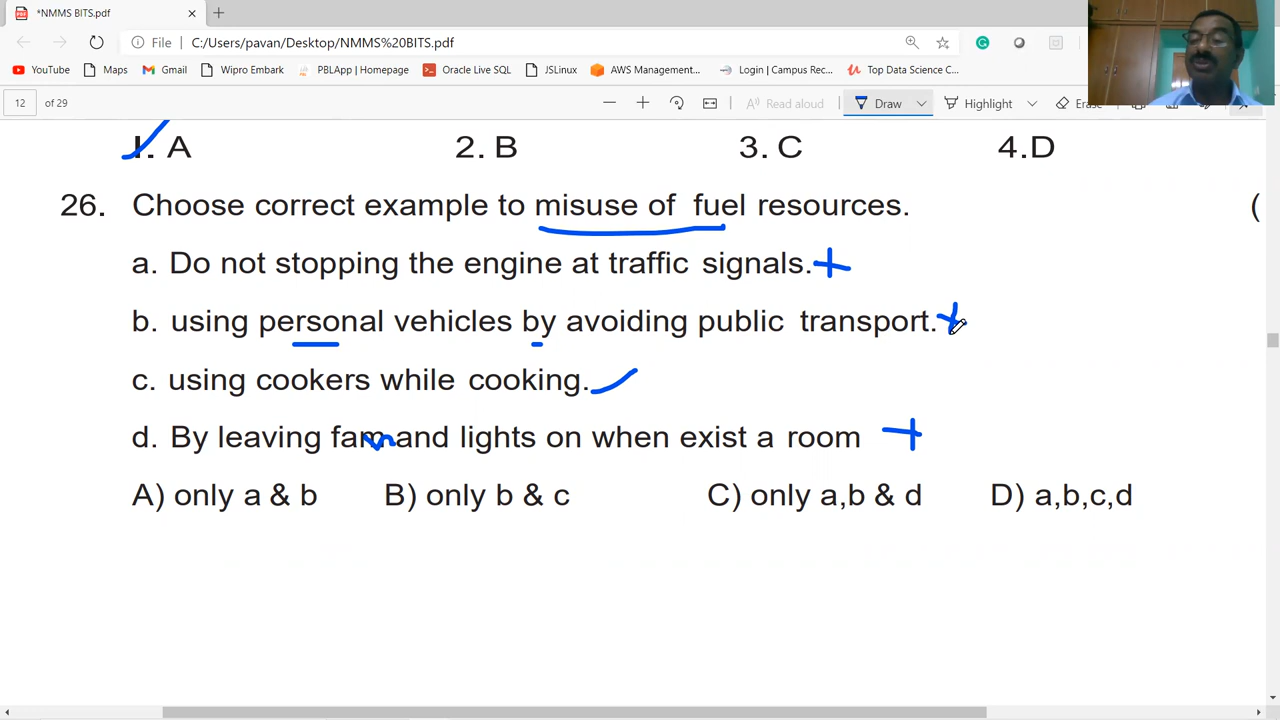 *NMMS BITS.pdf
File C:/Users/pavan/Desktop/NMMS%20BITS.pdf
YouTube Maps Gmail Wipro Embark PBLApp | Homepage Oracle Live SQL JSLinux AWS Management... Login | Campus Rec... Top Data Science C...
12 of 29 Read aloud Draw Highlight Erase
1. A 2. B 3. C 4.D
26. Choose correct example to misuse of fuel resources. (
a. Do not stopping the engine at traffic signals.
b. using personal vehicles by avoiding public transport.
c. using cookers while cooking.
d. By leaving fam and lights on when exist a room
A) only a & b B) only b & c C) only a,b & d D) a,b,c,d